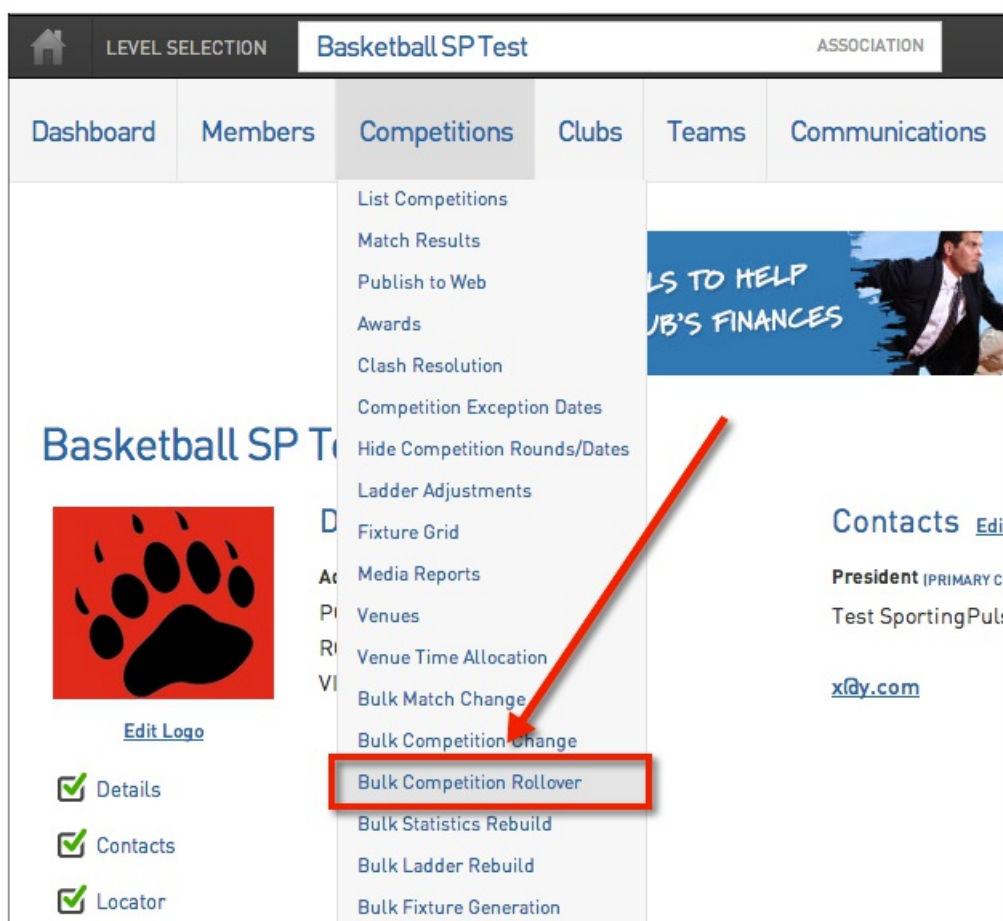 LEVEL SELECTION Basketball SP Test ASSOCIATION
Dashboard Members Competitions Clubs Teams Communications
List Competitions
Match Results
Publish to Web
Awards
Clash Resolution
Competition Exception Dates
Hide Competition Rounds/Dates
Ladder Adjustments
Fixture Grid
Media Reports
Venues
Venue Time Allocation
Bulk Match Change
Bulk Competition Change
Bulk Competition Rollover
Bulk Statistics Rebuild
Bulk Ladder Rebuild
Bulk Fixture Generation
LS TO HELP
UB'S FINANCES
Basketball SP Te
Edit Logo
Details
Contacts
Locator
Contacts Edi
President (PRIMARY C
Test SportingPuls
x@y.com